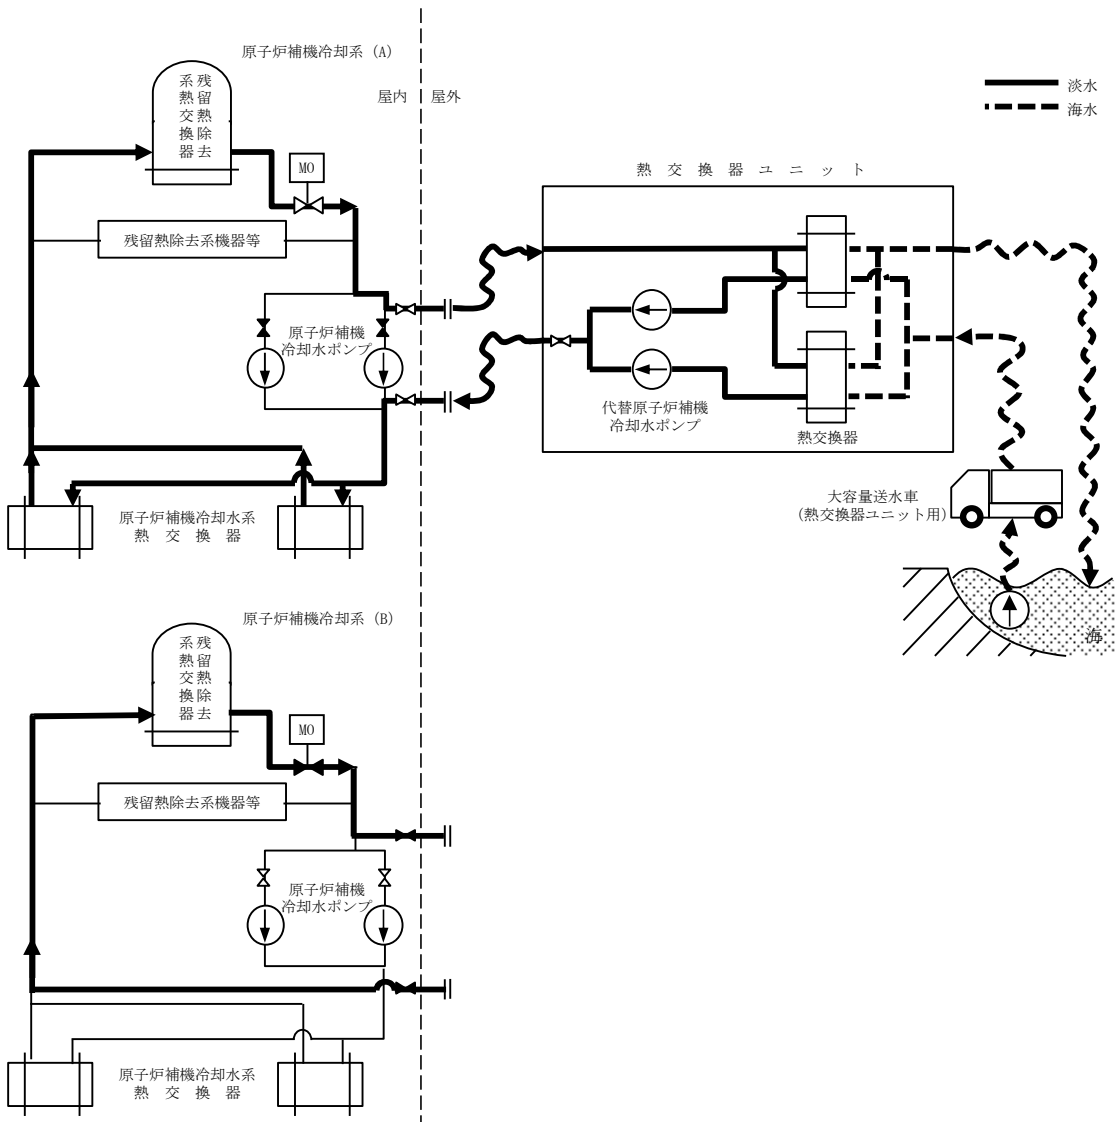 原子炉補機冷却系 (A)
屋内
屋外
淡水
海水
残留熱除去
系熱交換器
MO
残留熱除去系機器等
原子炉補機
冷却水ポンプ
原子炉補機冷却水系
熱交換器
熱交換器ユニット
代替原子炉補機
冷却水ポンプ
熱交換器
大容量送水車
(熱交換器ユニット用)
海
原子炉補機冷却系 (B)
残留熱除去
系熱交換器
MO
残留熱除去系機器等
原子炉補機
冷却水ポンプ
原子炉補機冷却水系
熱交換器